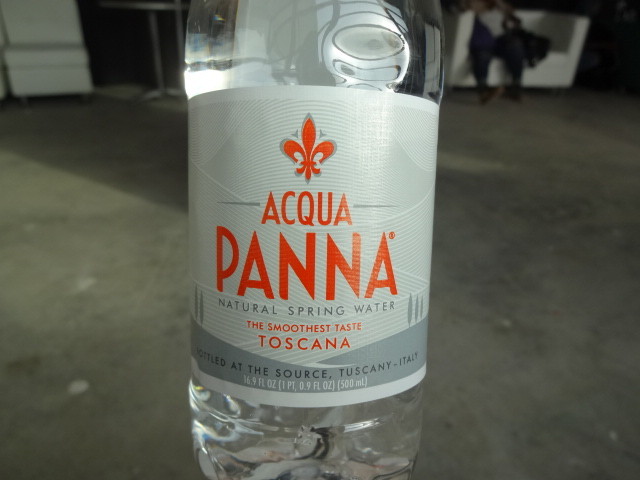 ACQUA
PANNA®
NATURAL SPRING WATER
THE SMOOTHEST TASTE
TOSCANA
BOTTLED AT THE SOURCE, TUSCANY-ITALY
16.9 FL OZ (1 PT, 0.9 FL OZ) (500 mL)